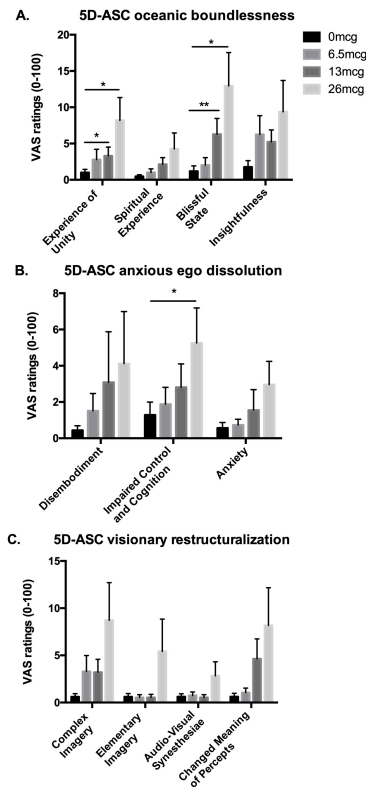 A. 5D-ASC oceanic boundlessness
0mcg
6.5mcg
13mcg
26mcg
VAS ratings (0-100)
20
15
10
5
0
*
*
**
*
Experience of
Unity
Spiritual
Experience
Blissful
State
Insightfulness
B. 5D-ASC anxious ego dissolution
VAS ratings (0-100)
8
6
4
2
0
*
Disembodiment
Impaired Control
and Cognition
Anxiety
C. 5D-ASC visionary restructuralization
VAS ratings (0-100)
15
10
5
0
Complex
Imagery
Elementary
Imagery
Audio-Visual
Synesthesiae
Changed Meaning
of Percepts